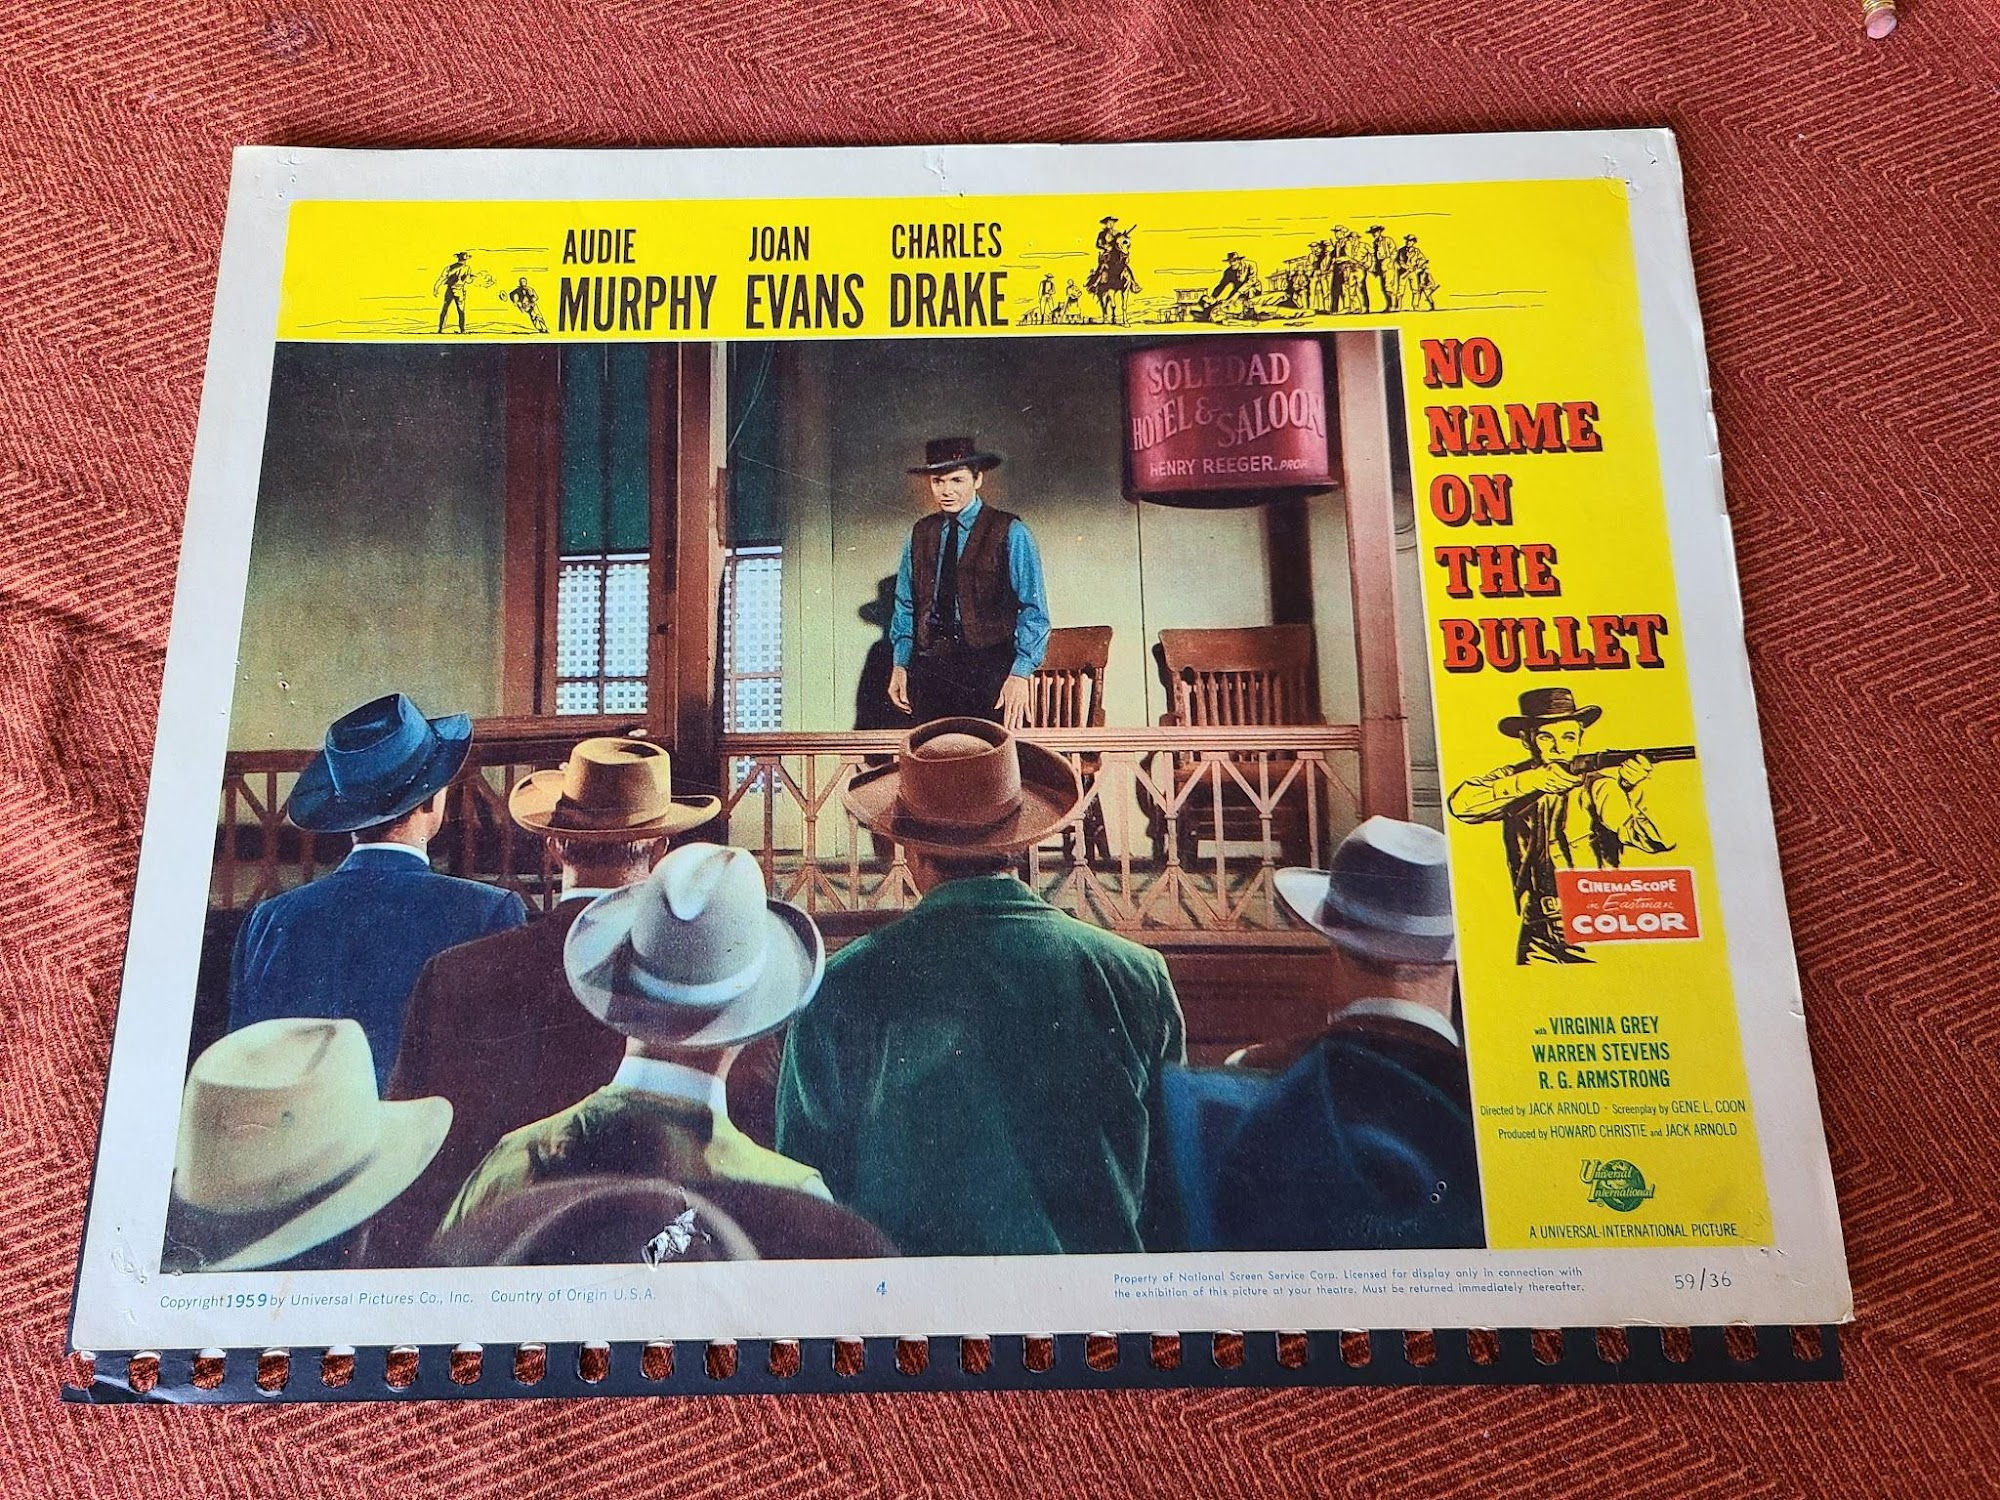 AUDIE MURPHY
JOAN EVANS
CHARLES DRAKE
NO
NAME
ON
THE
BULLET
SOLEDAD
HOTEL & SALOON
HENRY REEGER. PROP.
CINEMASCOPE
in Eastman
COLOR
with VIRGINIA GREY
WARREN STEVENS
R. G. ARMSTRONG
Directed by JACK ARNOLD · Screenplay by GENE L. COON
Produced by HOWARD CHRISTIE and JACK ARNOLD
Universal
International
A UNIVERSAL-INTERNATIONAL PICTURE
Copyright 1959 by Universal Pictures Co., Inc. Country of Origin U.S.A.
4
Property of National Screen Service Corp. Licensed for display only in connection with
the exhibition of this picture at your theatre. Must be returned immediately thereafter.
59/36